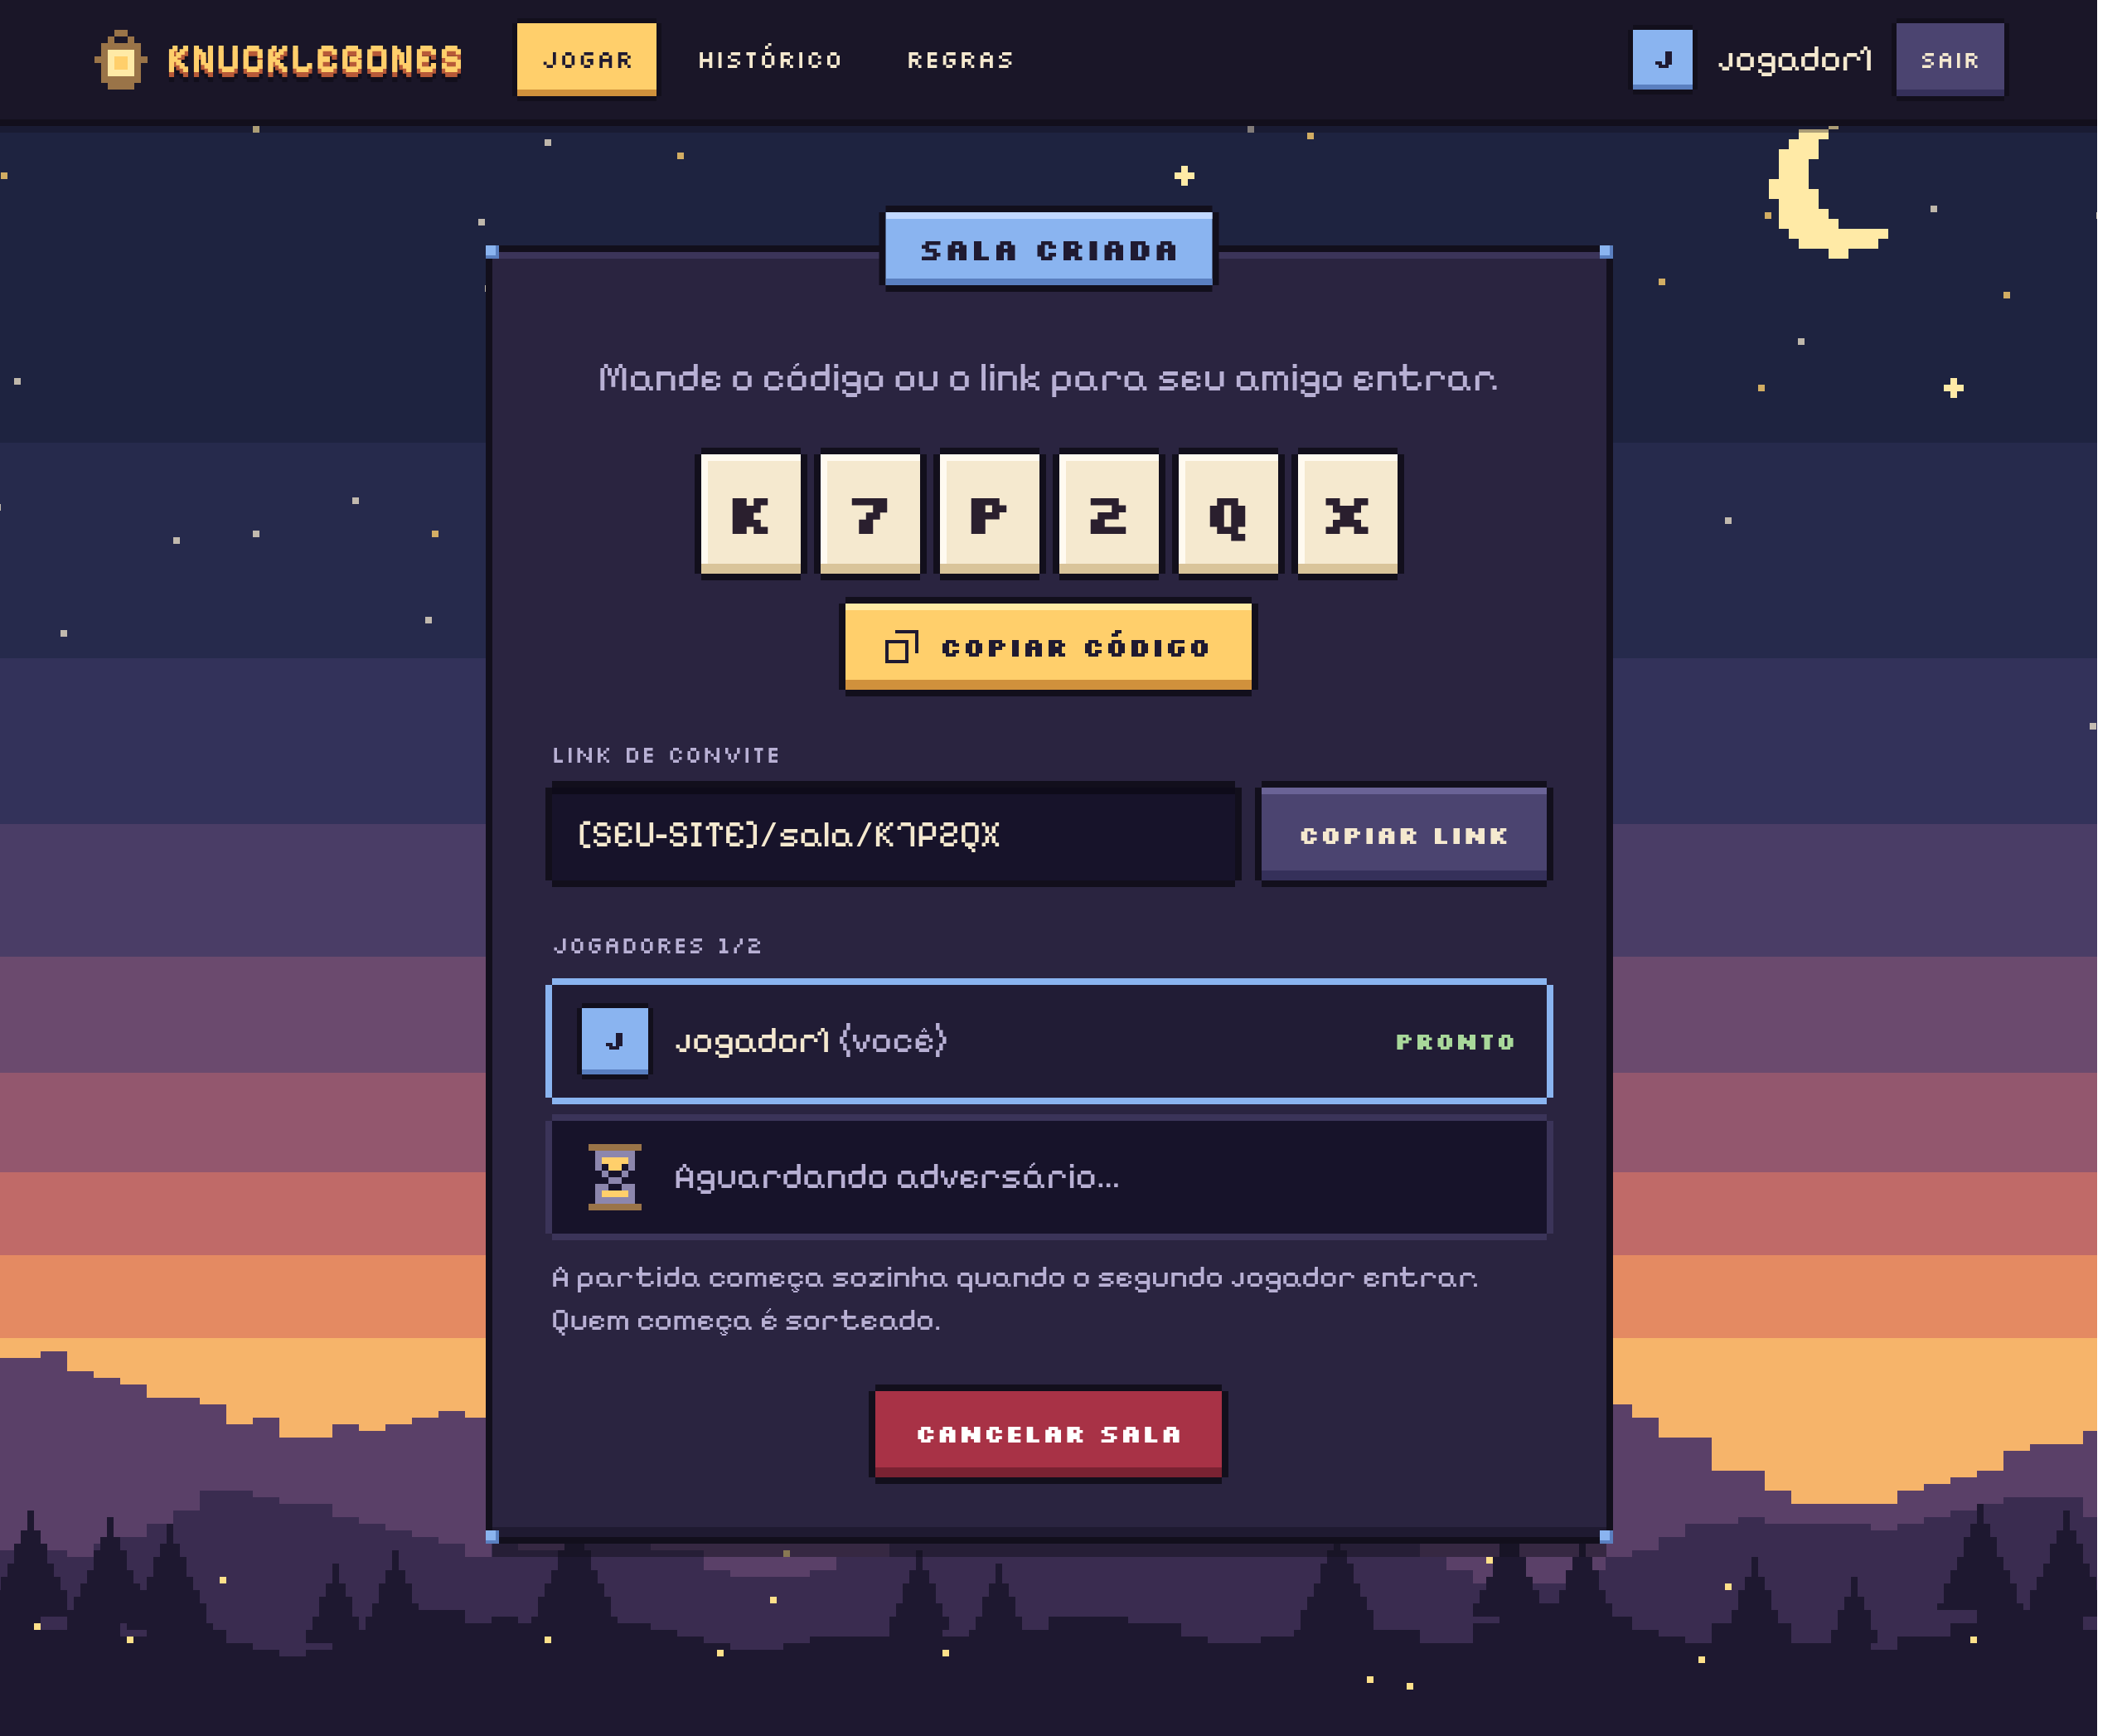 KNUCKLEBONES
JOGAR
HISTÓRICO
REGRAS
J
jogador1
SAIR
SALA CRIADA
Mande o código ou o link para seu amigo entrar.
K 7 P 2 Q X
COPIAR CÓDIGO
LINK DE CONVITE
[SEU-SITE]/sala/K7P2QX
COPIAR LINK
JOGADORES 1/2
J
jogador1 (você)
PRONTO
Aguardando adversário...
A partida começa sozinha quando o segundo jogador entrar.
Quem começa é sorteado.
CANCELAR SALA